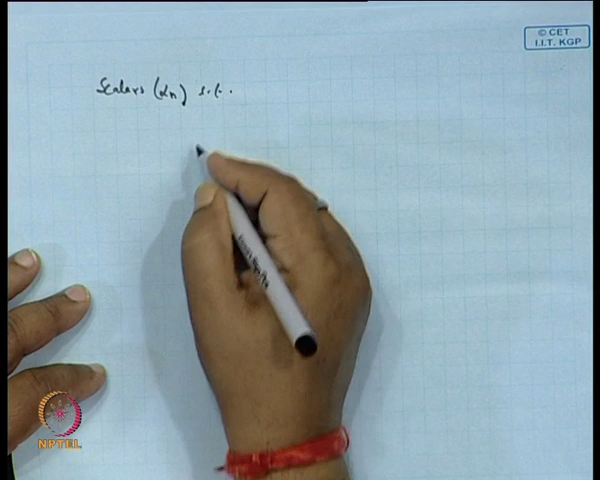 © CET
I.I.T. KGP
Scalars (αn) s.t.
NPTEL